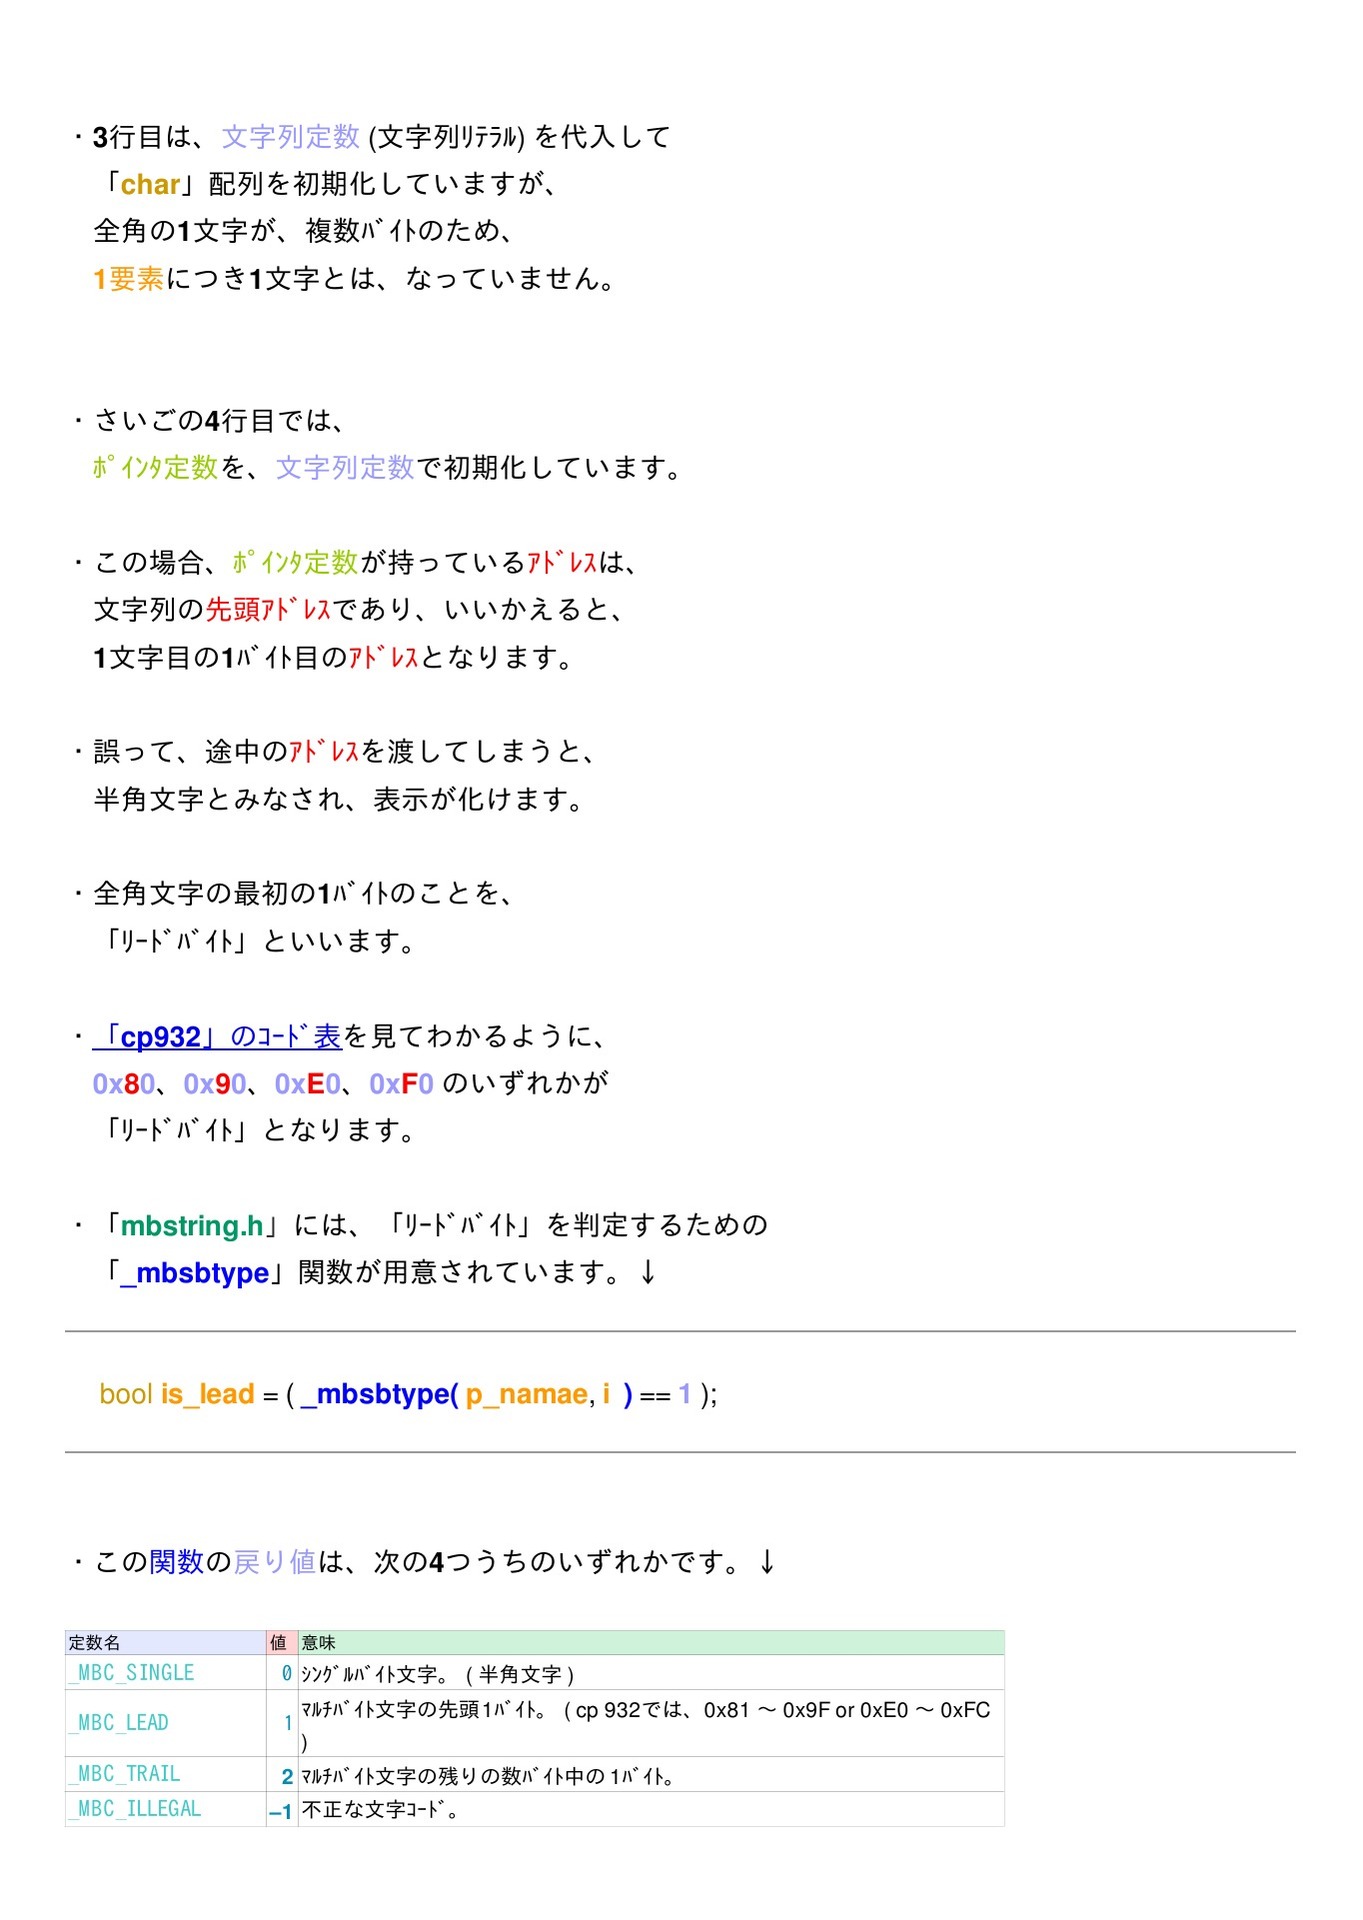 ・3行目は、文字列定数 (文字列ﾘﾃﾗﾙ) を代入して
「char」配列を初期化していますが、
全角の1文字が、複数ﾊﾞｲﾄのため、
1要素につき1文字とは、なっていません。
・さいごの4行目では、
ﾎﾟｲﾝﾀ定数を、文字列定数で初期化しています。
・この場合、ﾎﾟｲﾝﾀ定数が持っているｱﾄﾞﾚｽは、
文字列の先頭ｱﾄﾞﾚｽであり、いいかえると、
1文字目の1ﾊﾞｲﾄ目のｱﾄﾞﾚｽとなります。
・誤って、途中のｱﾄﾞﾚｽを渡してしまうと、
半角文字とみなされ、表示が化けます。
・全角文字の最初の1ﾊﾞｲﾄのことを、
「ﾘｰﾄﾞﾊﾞｲﾄ」といいます。
・「cp932」のｺｰﾄﾞ表を見てわかるように、
0x80、0x90、0xE0、0xF0 のいずれかが
「ﾘｰﾄﾞﾊﾞｲﾄ」となります。
・「mbstring.h」には、「ﾘｰﾄﾞﾊﾞｲﾄ」を判定するための
「_mbsbtype」関数が用意されています。↓
bool is_lead = ( _mbsbtype( p_namae, i ) == 1 );
・この関数の戻り値は、次の4つうちのいずれかです。↓
定数名 値 意味
_MBC_SINGLE 0 ｼﾝｸﾞﾙﾊﾞｲﾄ文字。 ( 半角文字 )
_MBC_LEAD 1 ﾏﾙﾁﾊﾞｲﾄ文字の先頭1ﾊﾞｲﾄ。 ( cp 932では、0x81 ～ 0x9F or 0xE0 ～ 0xFC
)
_MBC_TRAIL 2 ﾏﾙﾁﾊﾞｲﾄ文字の残りの数ﾊﾞｲﾄ中の1ﾊﾞｲﾄ。
_MBC_ILLEGAL −1 不正な文字ｺｰﾄﾞ。